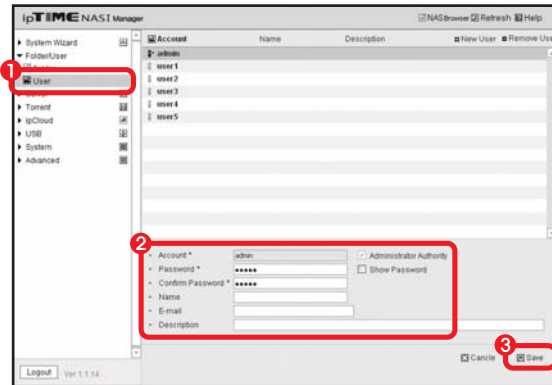 ipTIME NAS1 Manager
NAS Browser Refresh Help
System Wizard
Folder/User
User
Torrent
ipCloud
USB
System
Advanced
Logout Ver 1.1.14
1
Account Name Description New User Remove Use
admin
user1
user2
user3
user4
user5
2
Account * admin Administrator Authority
Password * ••••• Show Password
Confirm Password * •••••
Name
E-mail
Description
3
Cancle Save